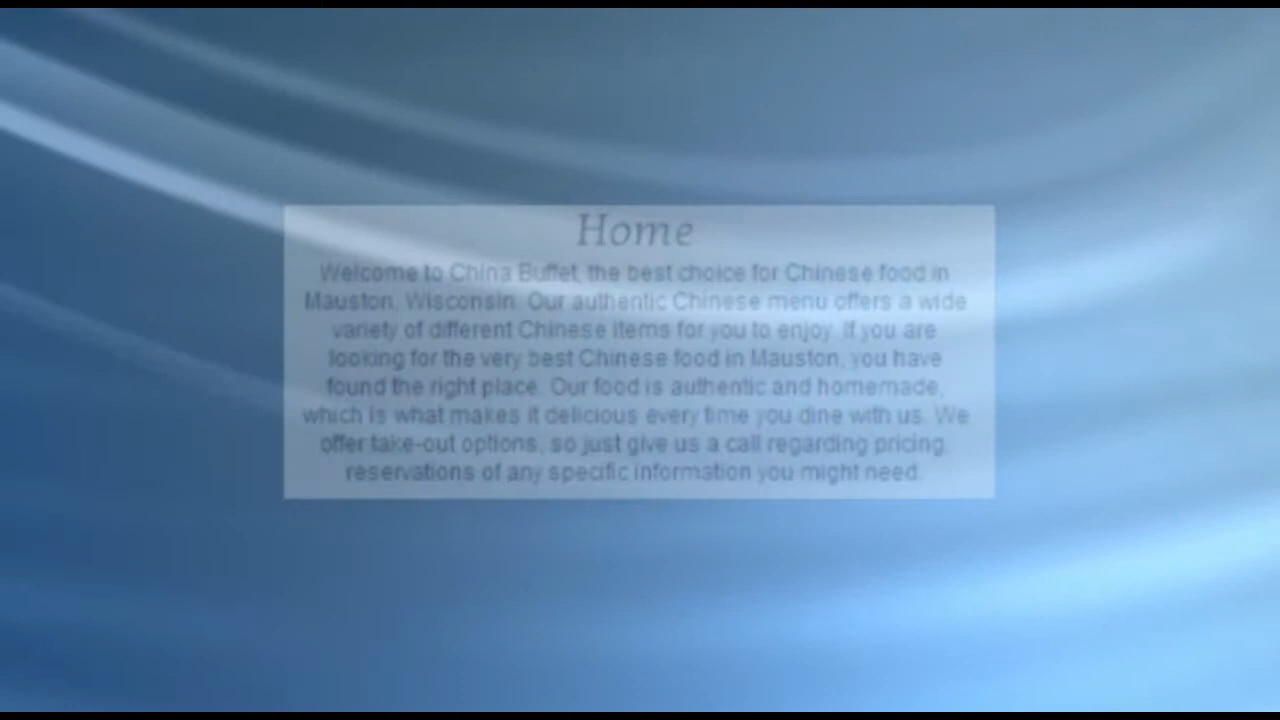 Home
Welcome to China Buffet, the best choice for Chinese food in
Mauston, Wisconsin. Our authentic Chinese menu offers a wide
variety of different Chinese items for you to enjoy. If you are
looking for the very best Chinese food in Mauston, you have
found the right place. Our food is authentic and homemade,
which is what makes it delicious every time you dine with us. We
offer take-out options, so just give us a call regarding pricing,
reservations of any specific information you might need.